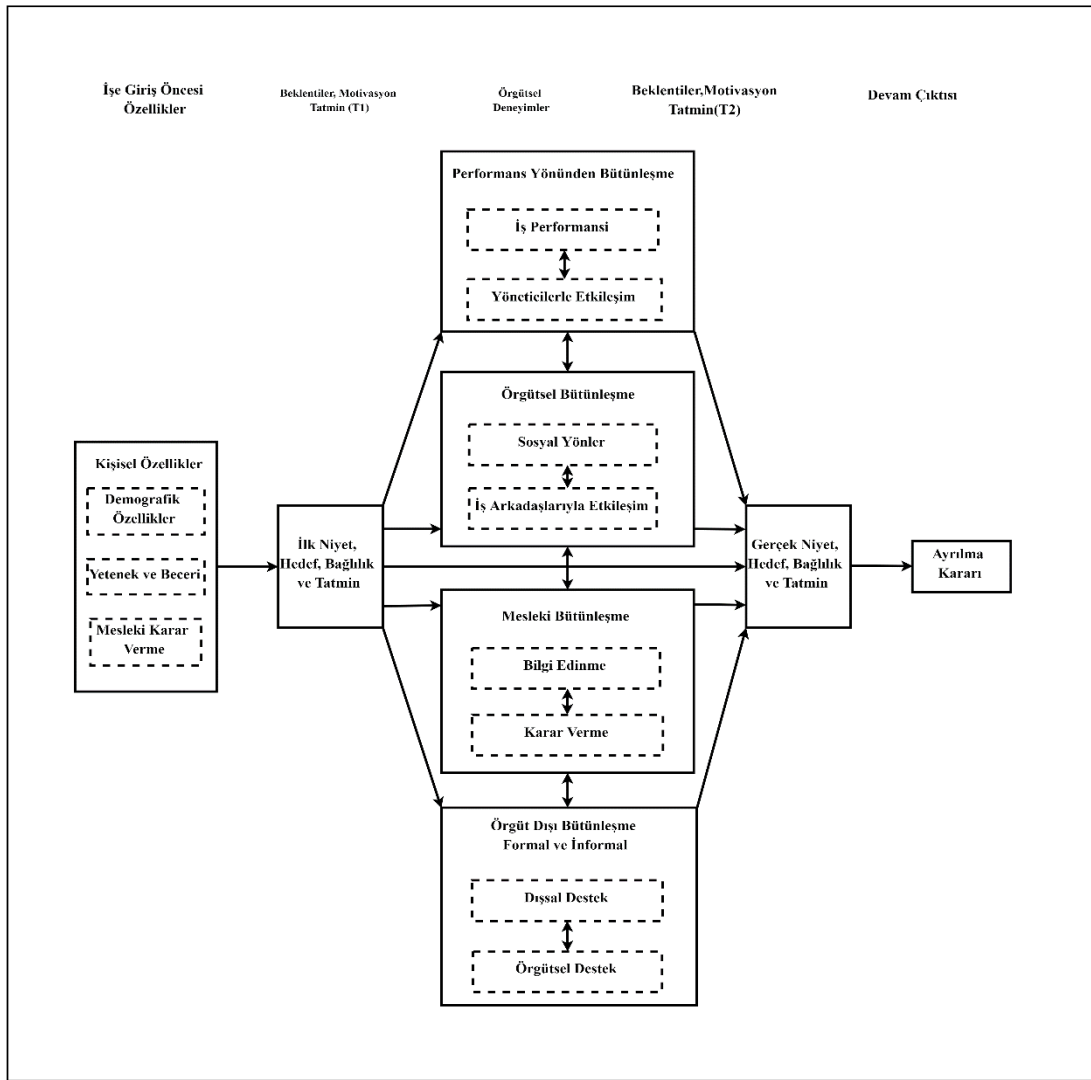 İşe Giriş Öncesi
Özellikler
Beklentiler, Motivasyon
Tatmin (T1)
Örgütsel
Deneyimler
Beklentiler,Motivasyon
Tatmin(T2)
Devam Çıktısı
Performans Yönünden Bütünleşme
İş Performansi
Yöneticilerle Etkileşim
Örgütsel Bütünleşme
Sosyal Yönler
İş Arkadaşlarıyla Etkileşim
Kişisel Özellikler
Demografik
Özellikler
Yetenek ve Beceri
Mesleki Karar
Verme
İlk Niyet,
Hedef, Bağlılık
ve Tatmin
Gerçek Niyet,
Hedef, Bağlılık
ve Tatmin
Ayrılma
Kararı
Mesleki Bütünleşme
Bilgi Edinme
Karar Verme
Örgüt Dışı Bütünleşme
Formal ve İnformal
Dışsal Destek
Örgütsel Destek